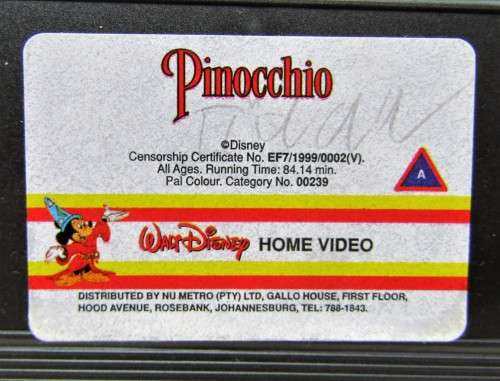 Pinocchio
©Disney
Censorship Certificate No. EF7/1999/0002(V).
All Ages. Running Time: 84.14 min.
Pal Colour. Category No. 00239
A
WALT DISNEY HOME VIDEO
DISTRIBUTED BY NU METRO (PTY) LTD, GALLO HOUSE, FIRST FLOOR,
HOOD AVENUE, ROSEBANK, JOHANNESBURG, TEL: 788-1843.